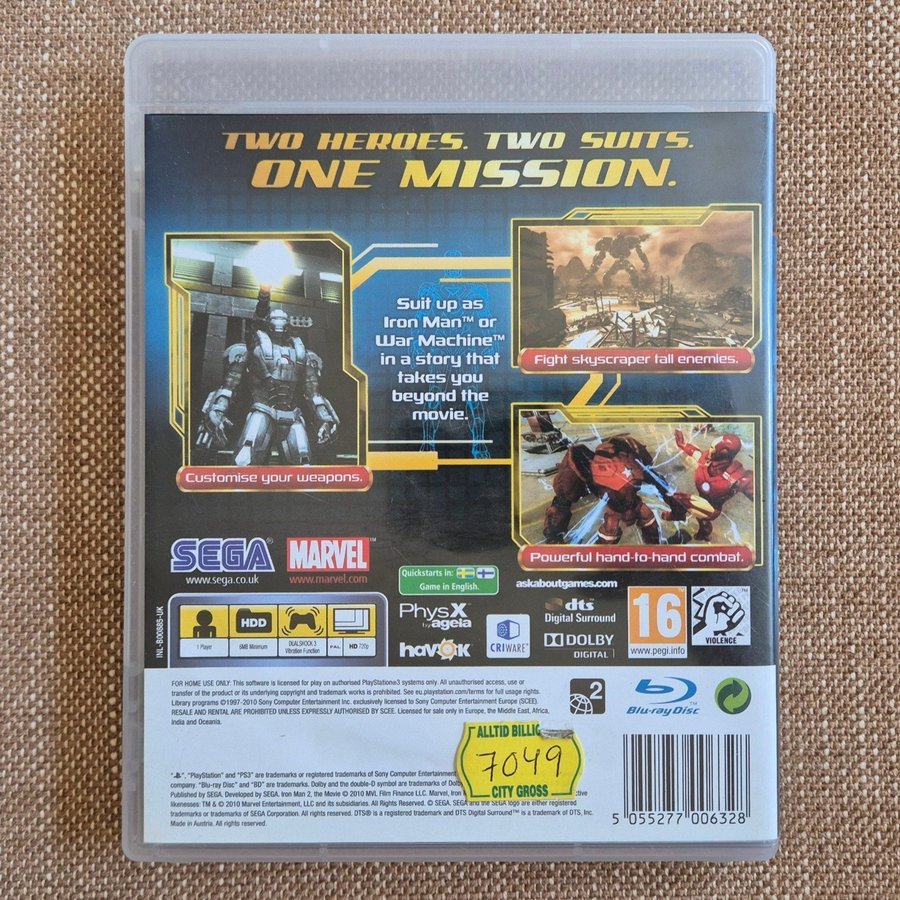 TWO HEROES. TWO SUITS.
ONE MISSION.
Suit up as
Iron Man™ or
War Machine™
in a story that
takes you
beyond the
movie.
Customise your weapons.
Fight skyscraper tall enemies.
Powerful hand-to-hand combat.
SEGA®
www.sega.co.uk
MARVEL™
www.marvel.com
Quickstarts in:
Game in English.
askaboutgames.com
INL-B00885-UK
1 Player
HDD
6MB Minimum
DUALSHOCK 3
Vibration Function
PAL
HD 720p
PhysX™
by ageia
havok
CRIWARE™
dts
Digital Surround
DOLBY
DIGITAL
16
www.pegi.info
VIOLENCE
FOR HOME USE ONLY: This software is licensed for play on authorised PlayStation®3 systems only. All unauthorised access, use or
transfer of the product or its underlying copyright and trademark works is prohibited. See eu.playstation.com/terms for full usage rights.
Library programs ©1997-2010 Sony Computer Entertainment Inc. exclusively licensed to Sony Computer Entertainment Europe (SCEE).
RESALE AND RENTAL ARE PROHIBITED UNLESS EXPRESSLY AUTHORISED BY SCEE. Licensed for sale only in Europe, the Middle East, Africa,
India and Oceania.
2
Blu-ray Disc™
ALLTID BILLIG
7049
CITY GROSS
", "PlayStation" and "PS3" are trademarks or registered trademarks of Sony Computer Entertainment
company. "Blu-ray Disc" and "BD" are trademarks. Dolby and the double-D symbol are trademarks of
Published by SEGA. Developed by SEGA. Iron Man 2, the Movie © 2010 MVL Film Finance LLC. Marvel,
likenesses: TM & © 2010 Marvel Entertainment, LLC and its subsidiaries. All Rights Reserved. © SEGA. SEGA and the SEGA logo are either registered
trademarks or trademarks of SEGA Corporation. All rights reserved. DTS® is a registered trademark and DTS Digital Surround™ is a trademark of DTS, Inc.
Made in Austria. All rights reserved.
5 055277 006328